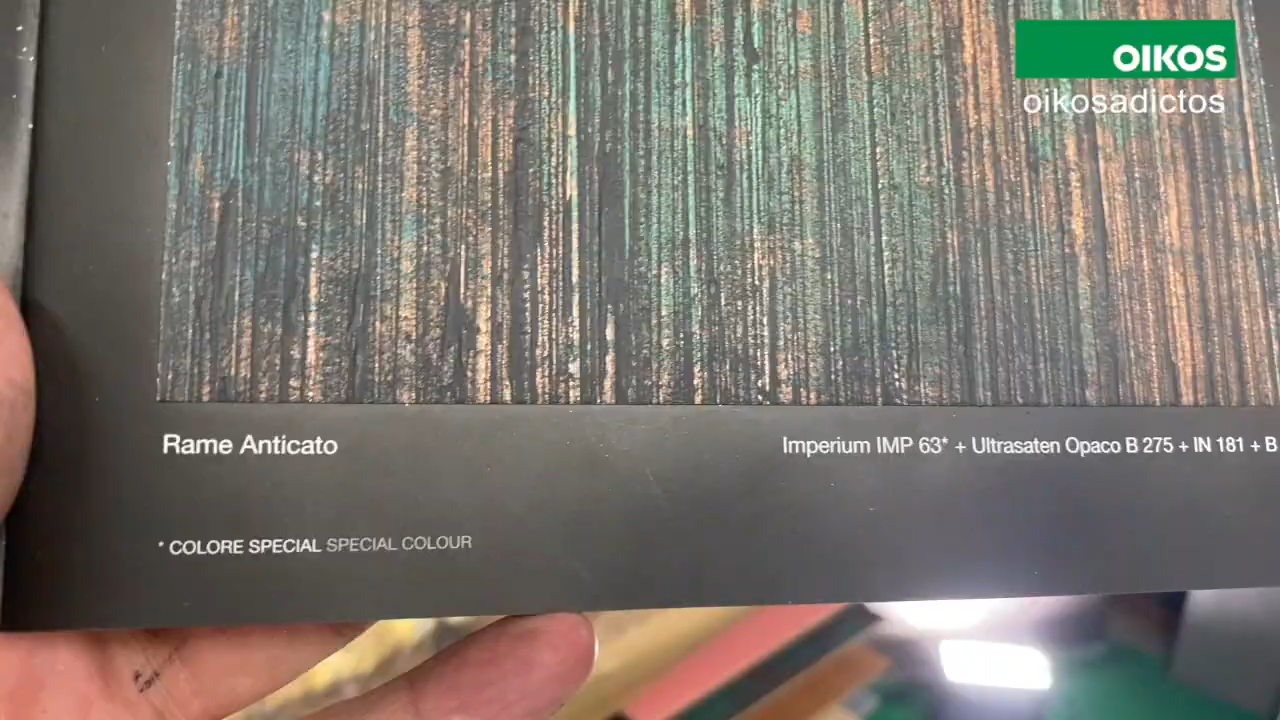 OIKOS
oikosadictos
Rame Anticato
Imperium IMP 63* + Ultrasaten Opaco B 275 + IN 181 + B
* COLORE SPECIAL SPECIAL COLOUR